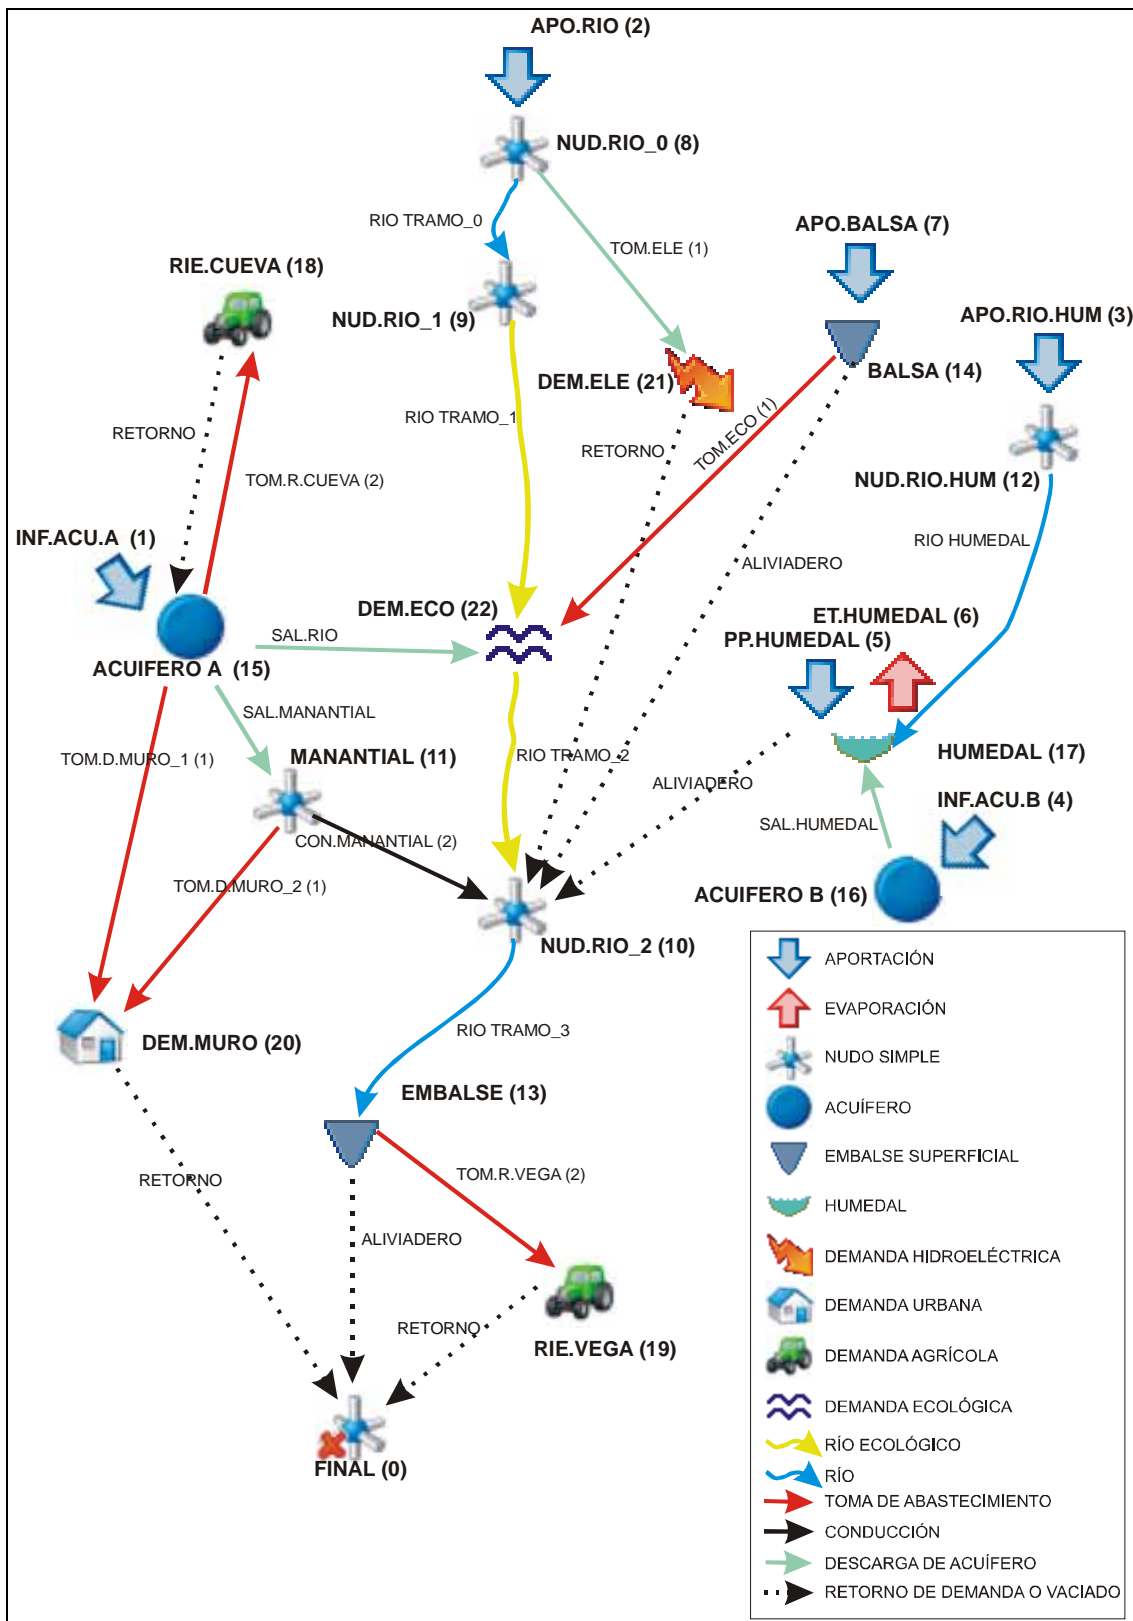 APO.RIO (2)
NUD.RIO_0 (8)
RIO TRAMO_0
TOM.ELE (1)
APO.BALSA (7)
RIE.CUEVA (18)
NUD.RIO_1 (9)
APO.RIO.HUM (3)
DEM.ELE (21)
BALSA (14)
RIO TRAMO_1
TOM.ECO (1)
RETORNO
RETORNO
TOM.R.CUEVA (2)
NUD.RIO.HUM (12)
INF.ACU.A (1)
RIO HUMEDAL
ALIVIADERO
DEM.ECO (22)
ET.HUMEDAL (6)
SAL.RIO
PP.HUMEDAL (5)
ACUIFERO A (15)
SAL.MANANTIAL
TOM.D.MURO_1 (1)
MANANTIAL (11)
RIO TRAMO_2
HUMEDAL (17)
ALIVIADERO
INF.ACU.B (4)
SAL.HUMEDAL
CON.MANANTIAL (2)
TOM.D.MURO_2 (1)
ACUIFERO B (16)
NUD.RIO_2 (10)
RIO TRAMO_3
DEM.MURO (20)
EMBALSE (13)
TOM.R.VEGA (2)
RETORNO
ALIVIADERO
RETORNO
RIE.VEGA (19)
FINAL (0)
APORTACIÓN
EVAPORACIÓN
NUDO SIMPLE
ACUÍFERO
EMBALSE SUPERFICIAL
HUMEDAL
DEMANDA HIDROELÉCTRICA
DEMANDA URBANA
DEMANDA AGRÍCOLA
DEMANDA ECOLÓGICA
RÍO ECOLÓGICO
RÍO
TOMA DE ABASTECIMIENTO
CONDUCCIÓN
DESCARGA DE ACUÍFERO
RETORNO DE DEMANDA O VACIADO